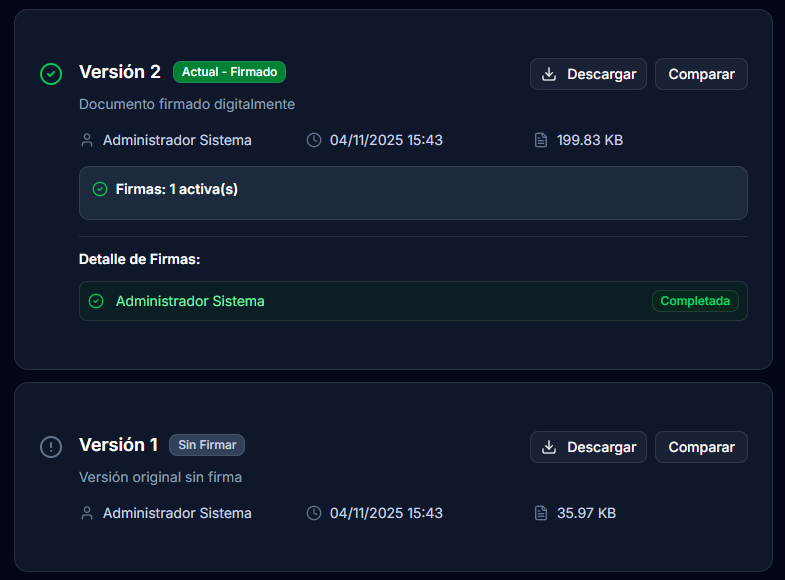 Versión 2 Actual - Firmado Descargar Comparar
Documento firmado digitalmente
Administrador Sistema 04/11/2025 15:43 199.83 KB
Firmas: 1 activa(s)
Detalle de Firmas:
Administrador Sistema Completada
Versión 1 Sin Firmar Descargar Comparar
Versión original sin firma
Administrador Sistema 04/11/2025 15:43 35.97 KB